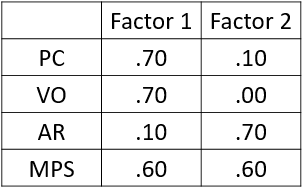 Factor 1 Factor 2
PC .70 .10
VO .70 .00
AR .10 .70
MPS .60 .60